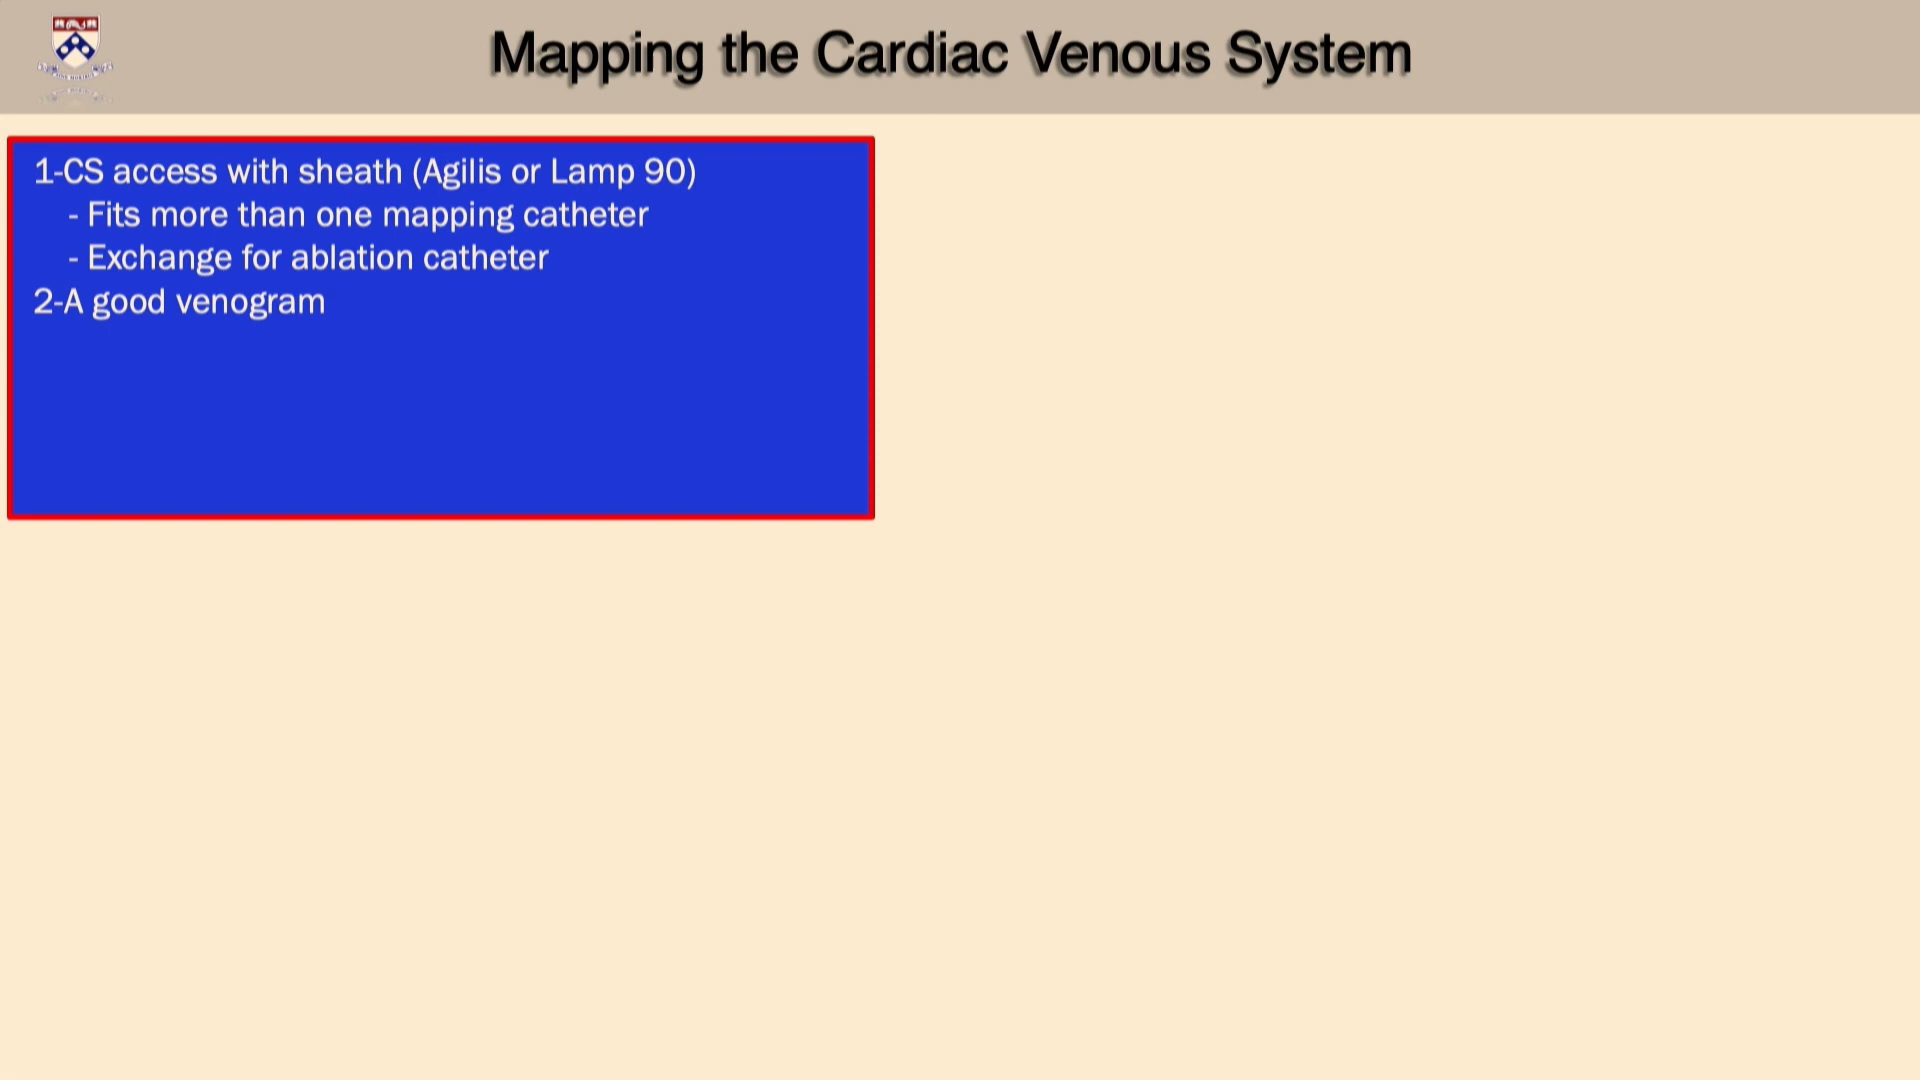 Mapping the Cardiac Venous System
1-CS access with sheath (Agilis or Lamp 90)
- Fits more than one mapping catheter
- Exchange for ablation catheter
2-A good venogram